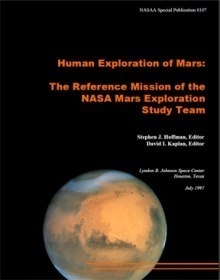 NASAA Special Publication 6107
Human Exploration of Mars:
The Reference Mission of the
NASA Mars Exploration
Study Team
Stephen J. Hoffman, Editor
David I. Kaplan, Editor
Lyndon B. Johnson Space Center
Houston, Texas
July 1997